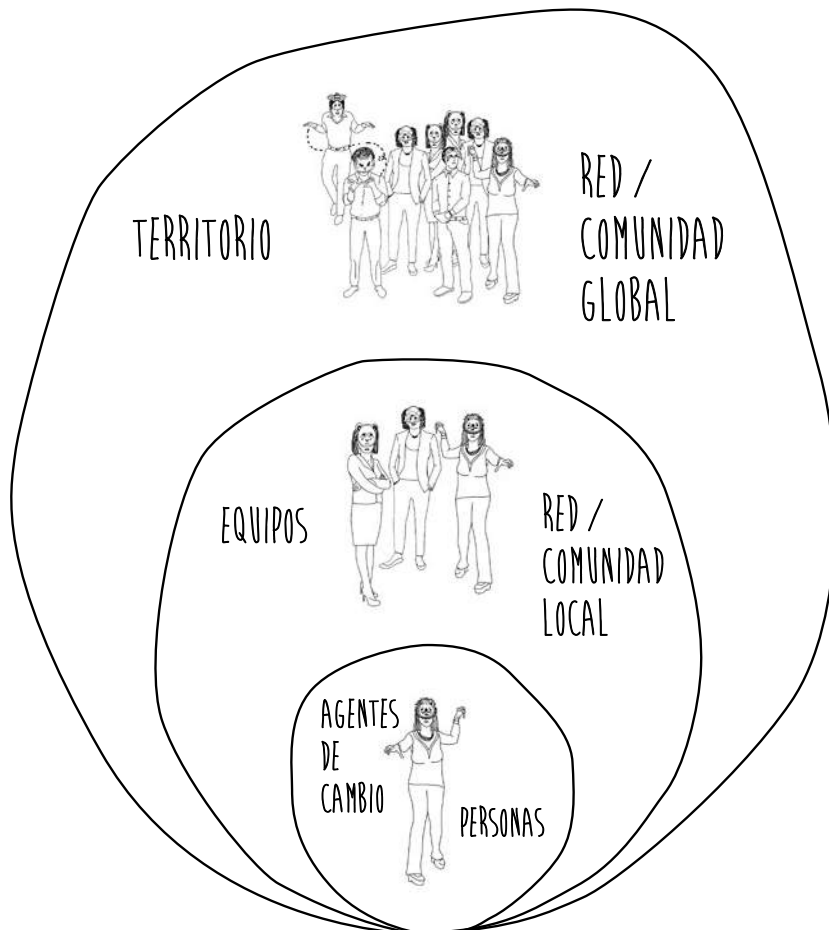 TERRITORIO
RED /
COMUNIDAD
GLOBAL
EQUIPOS
RED /
COMUNIDAD
LOCAL
AGENTES
DE
CAMBIO
PERSONAS